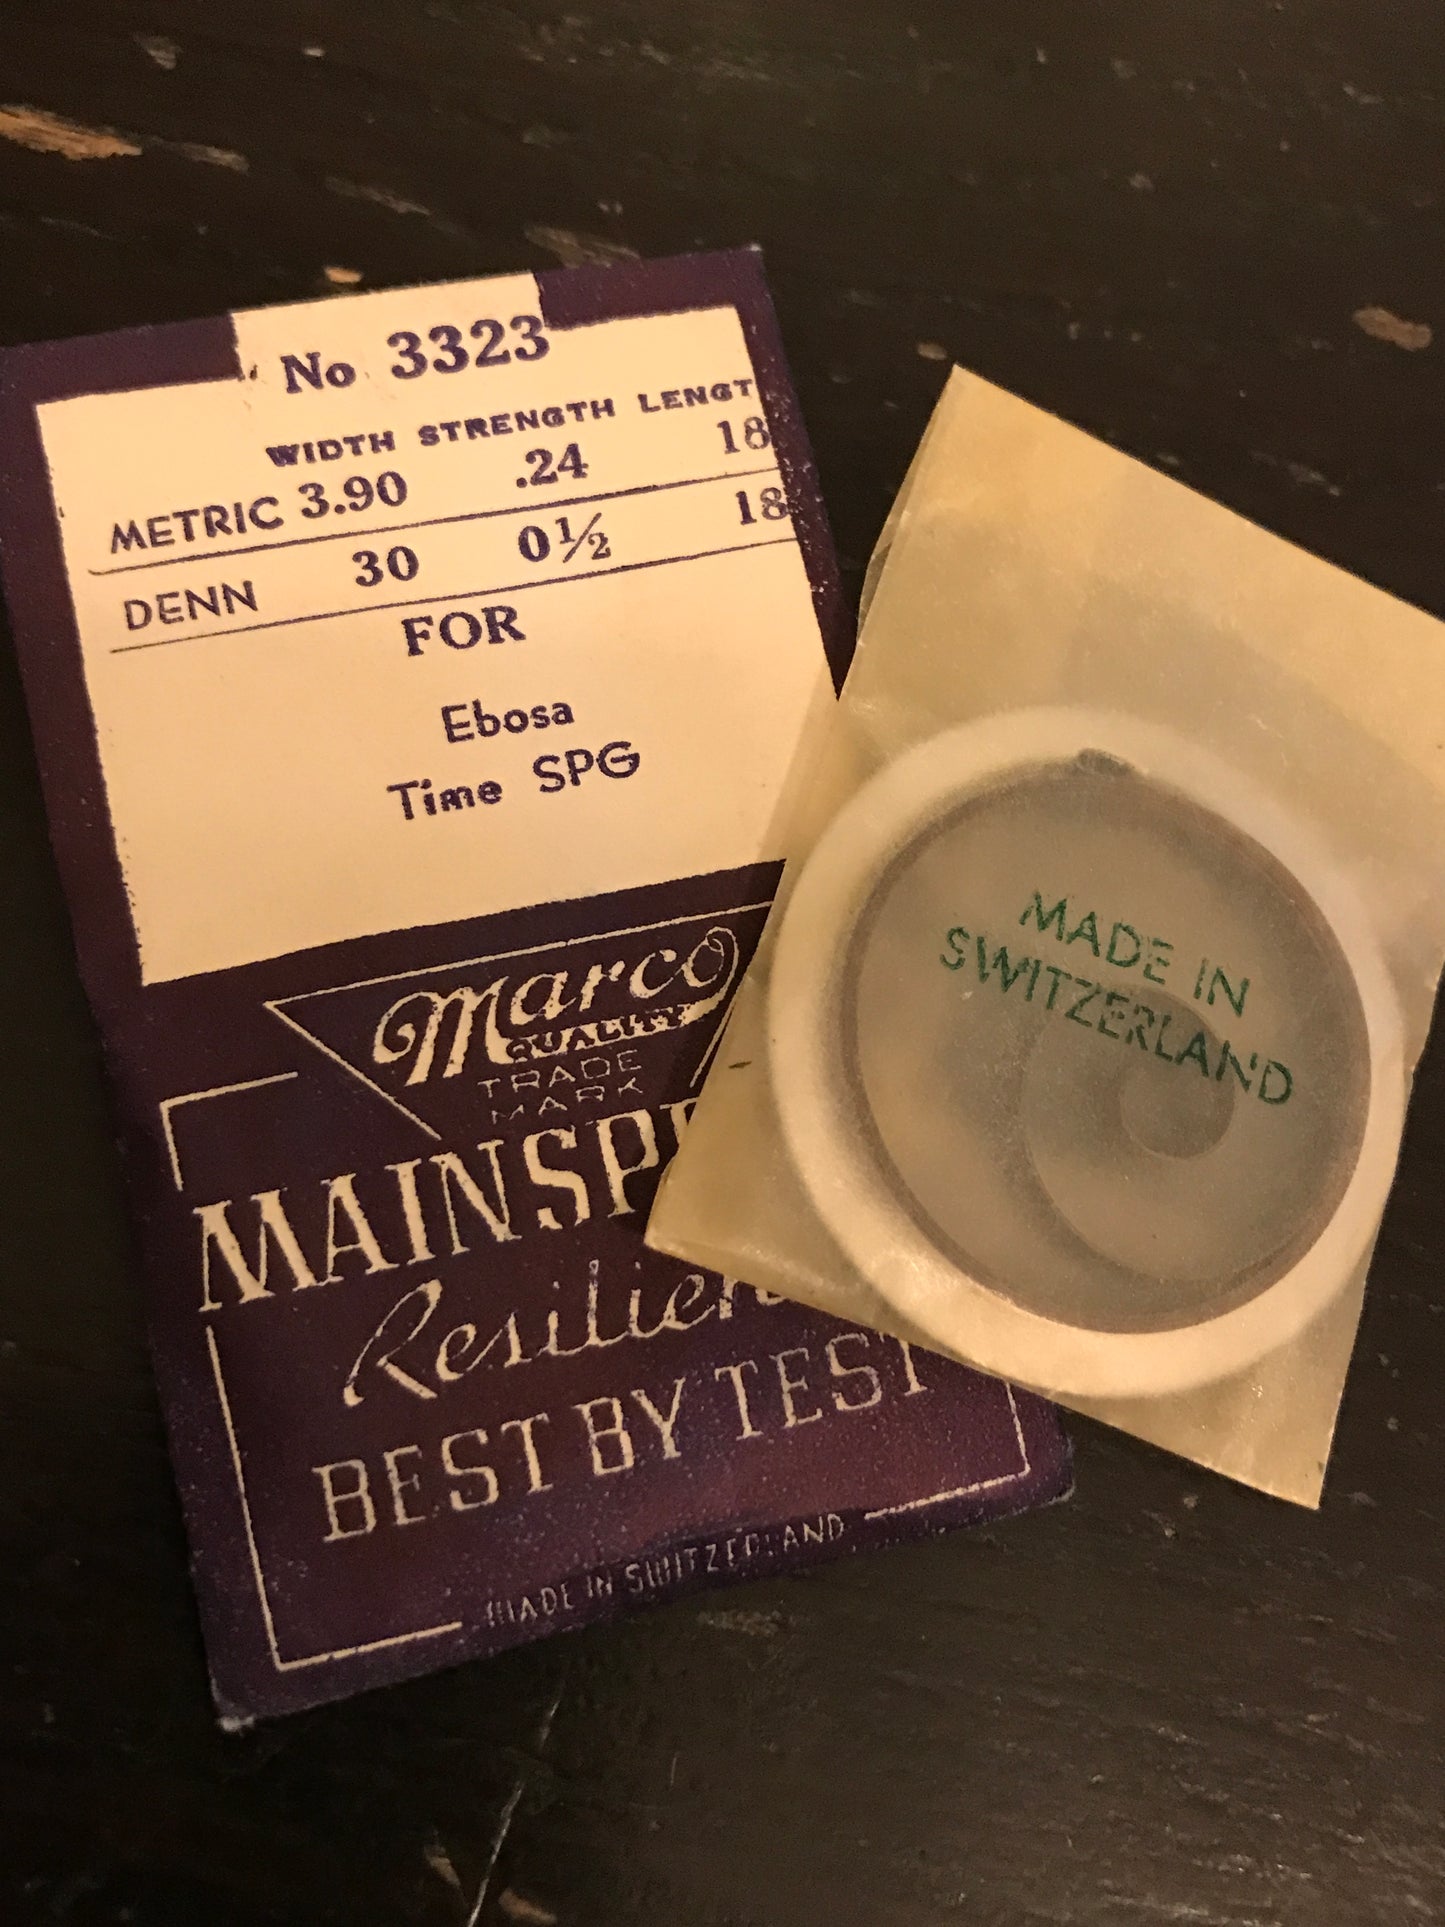 No 3323
WIDTH STRENGTH LENGT
METRIC 3.90 .24 18
DENN 30 0½ 18
FOR
Ebosa
Time SPG
Marco
QUALITY
TRADE
MARK
MAINSP
Resilien
BEST BY TEST
MADE IN SWITZERLAND
MADE IN
SWITZERLAND